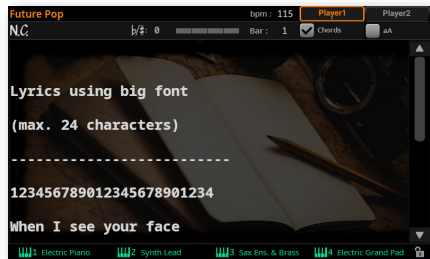 Future Pop bpm : 115 Player1 Player2
N.C. b/#: 0 Bar : 1 Chords aA
Lyrics using big font
(max. 24 characters)
--------------------------
123456789012345678901234
When I see your face
1 Electric Piano 2 Synth Lead 3 Sax Ens. & Brass 4 Electric Grand Pad